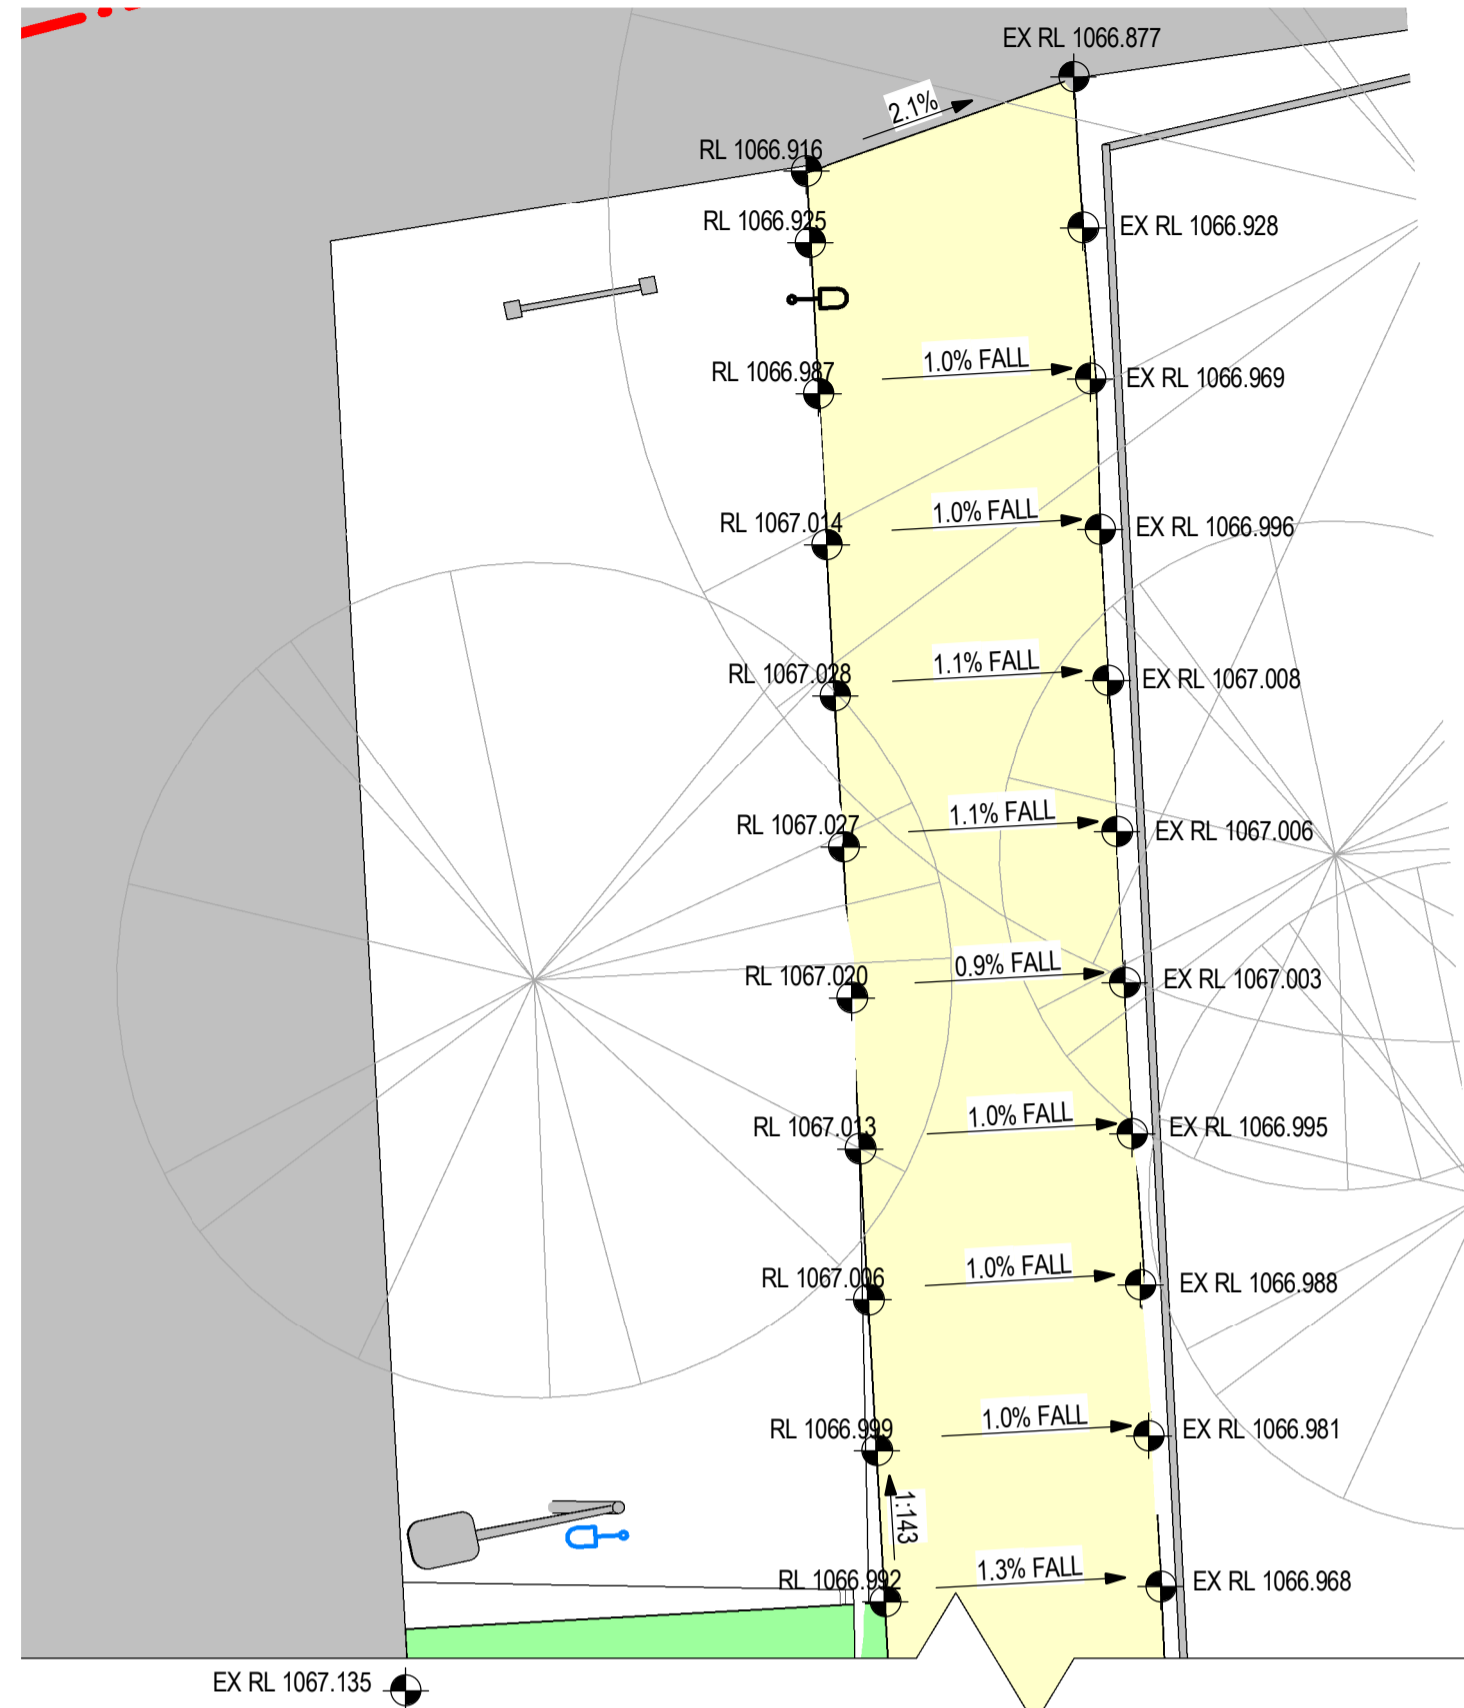 EX RL 1066.877
2.1%
RL 1066.916
RL 1066.925
EX RL 1066.928
RL 1066.987
1.0% FALL
EX RL 1066.969
RL 1067.014
1.0% FALL
EX RL 1066.996
RL 1067.028
1.1% FALL
EX RL 1067.008
RL 1067.027
1.1% FALL
EX RL 1067.006
RL 1067.020
0.9% FALL
EX RL 1067.003
RL 1067.013
1.0% FALL
EX RL 1066.995
RL 1067.006
1.0% FALL
EX RL 1066.988
RL 1066.999
1.0% FALL
EX RL 1066.981
1:143
RL 1066.992
1.3% FALL
EX RL 1066.968
EX RL 1067.135